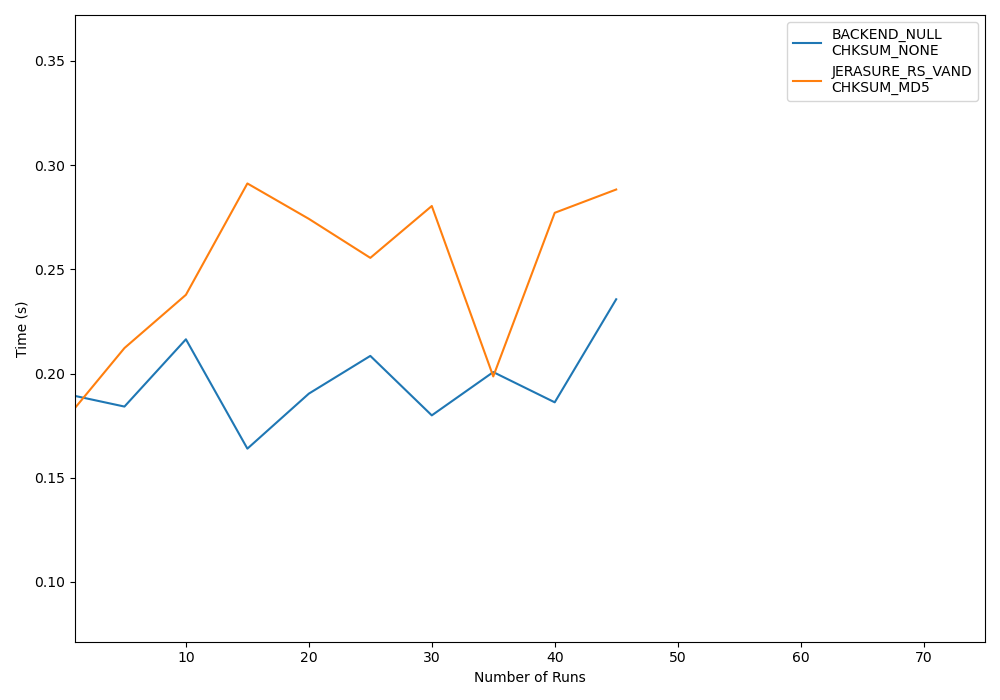 BACKEND_NULL
CHKSUM_NONE
JERASURE_RS_VAND
CHKSUM_MD5
0.35
0.30
0.25
0.20
0.15
0.10
Time (s)
10 20 30 40 50 60 70
Number of Runs